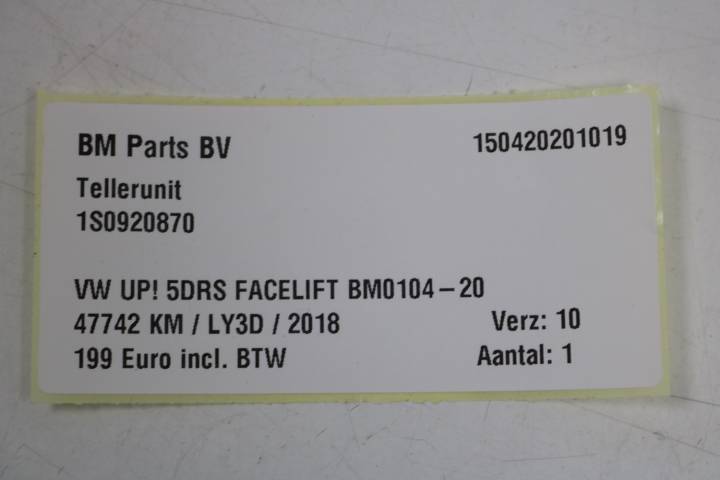 BM Parts BV 150420201019
Tellerunit
1S0920870
VW UP! 5DRS FACELIFT BM0104-20
47742 KM / LY3D / 2018 Verz: 10
199 Euro incl. BTW Aantal: 1